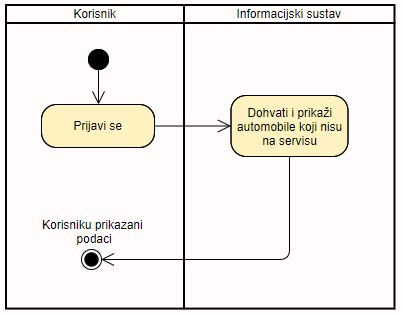 Korisnik
Informacijski sustav
Prijavi se
Dohvati i prikaži
automobile koji nisu
na servisu
Korisniku prikazani
podaci